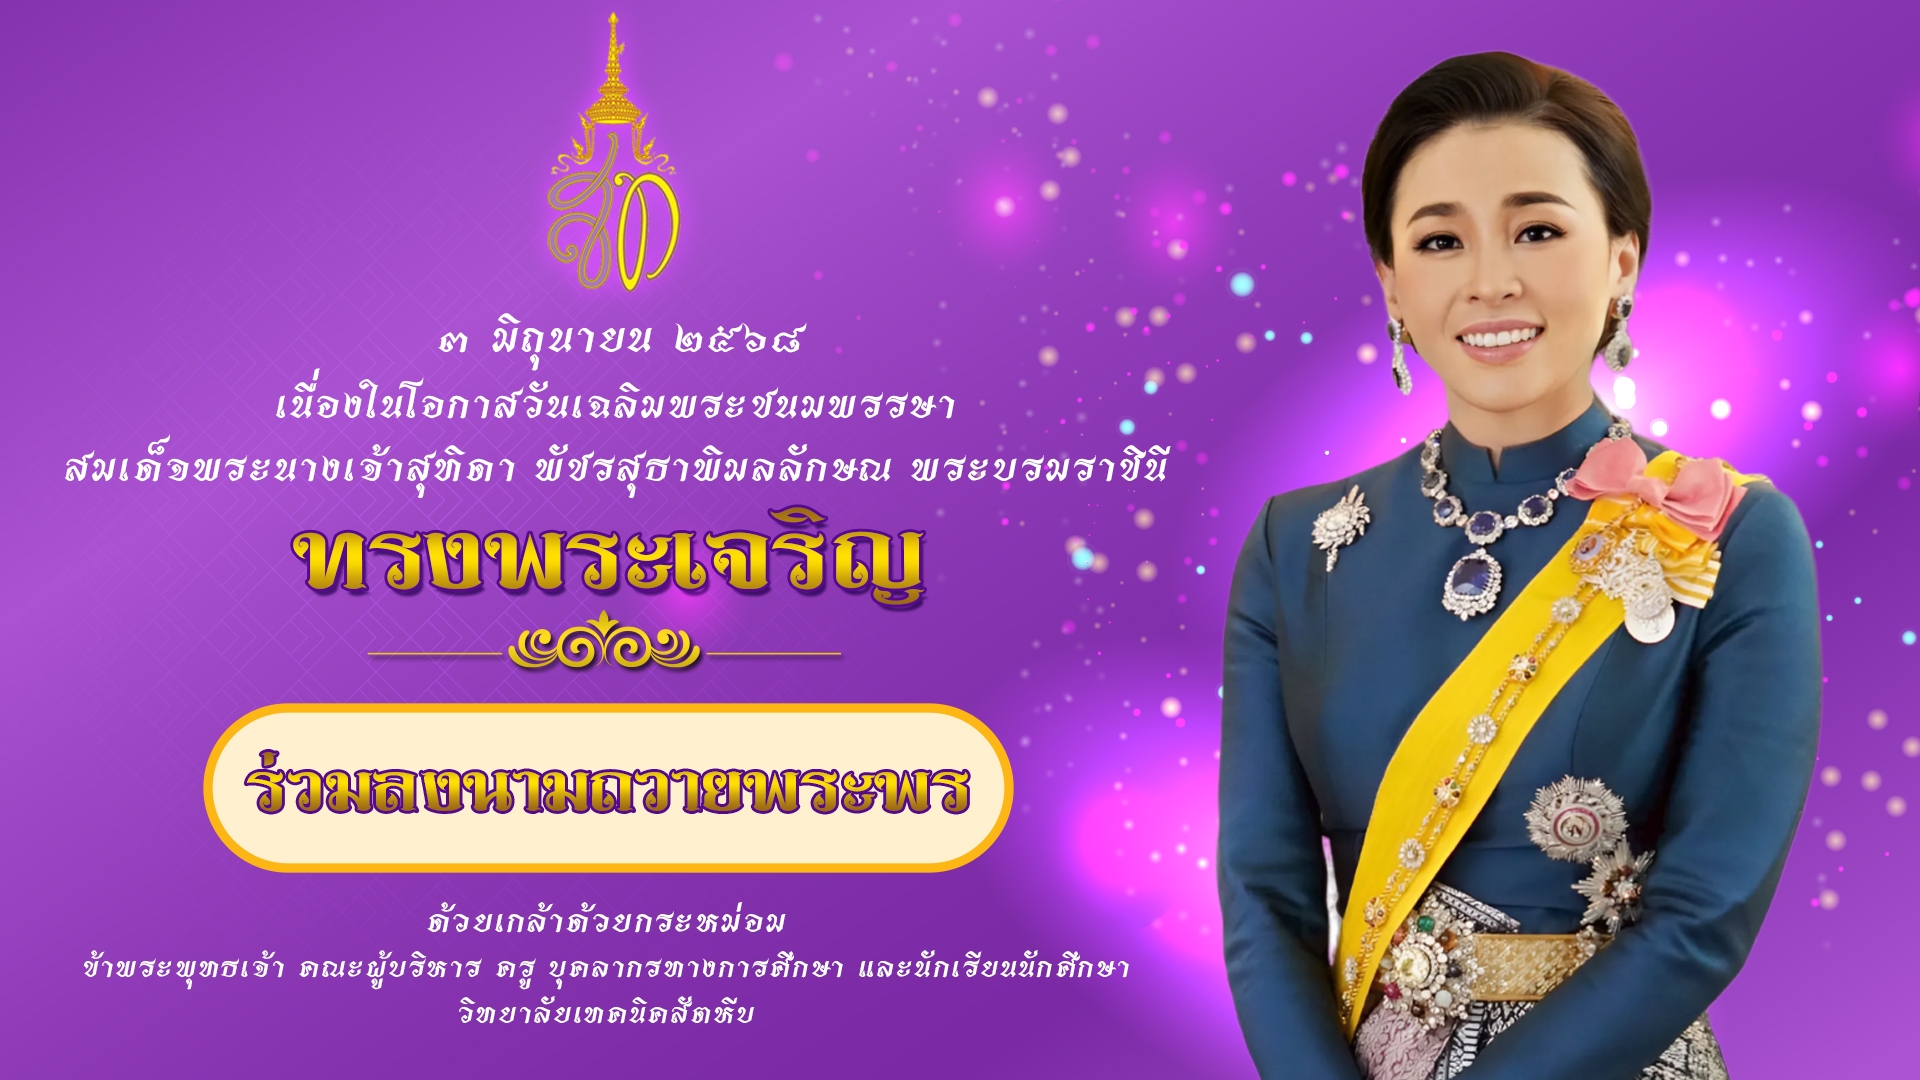 สท
๓ มิถุนายน ๒๕๖๘
เนื่องในโอกาสวันเฉลิมพระชนมพรรษา
สมเด็จพระนางเจ้าสุทิดา พัชรสุธาพิมลลักษณ พระบรมราชินี
ทรงพระเจริญ
ร่วมลงนามถวายพระพร
ด้วยเกล้าด้วยกระหม่อม
ข้าพระพุทธเจ้า คณะผู้บริหาร ครู บุคลากรทางการศึกษา และนักเรียนนักศึกษา
วิทยาลัยเทคนิคสัตหีบ